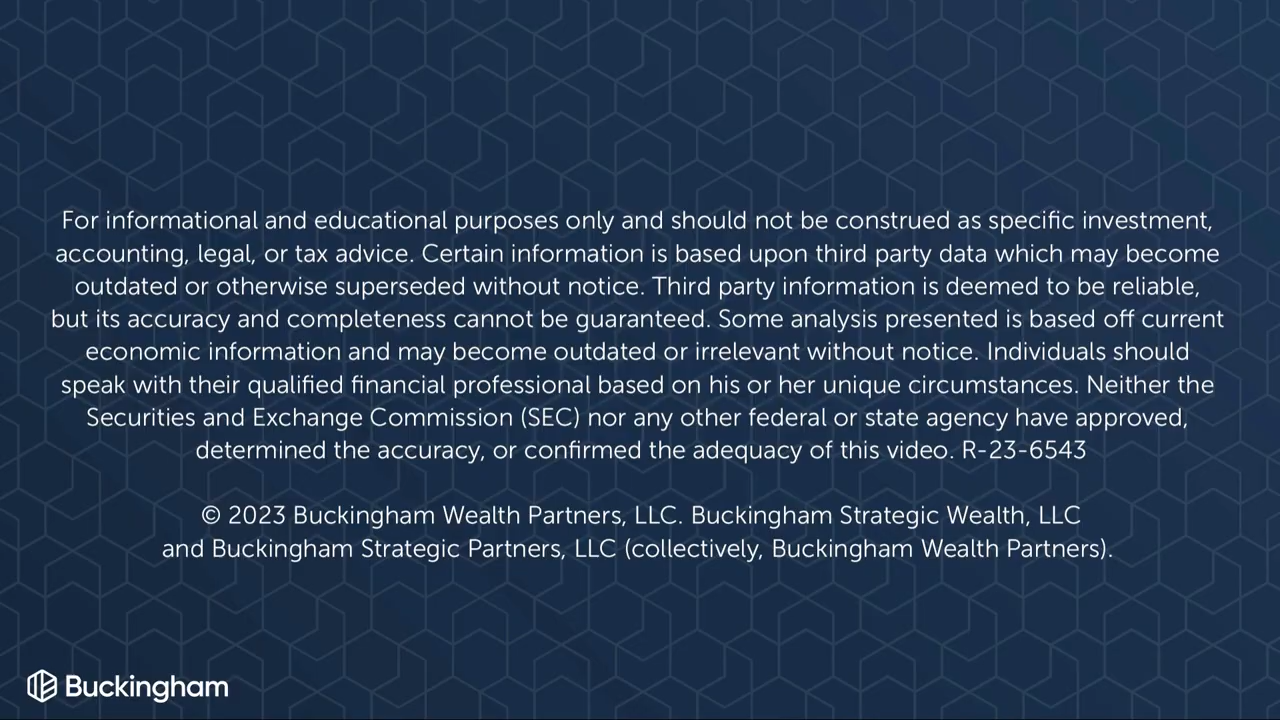 For informational and educational purposes only and should not be construed as specific investment,
accounting, legal, or tax advice. Certain information is based upon third party data which may become
outdated or otherwise superseded without notice. Third party information is deemed to be reliable,
but its accuracy and completeness cannot be guaranteed. Some analysis presented is based off current
economic information and may become outdated or irrelevant without notice. Individuals should
speak with their qualified financial professional based on his or her unique circumstances. Neither the
Securities and Exchange Commission (SEC) nor any other federal or state agency have approved,
determined the accuracy, or confirmed the adequacy of this video. R-23-6543
© 2023 Buckingham Wealth Partners, LLC. Buckingham Strategic Wealth, LLC
and Buckingham Strategic Partners, LLC (collectively, Buckingham Wealth Partners).
Buckingham